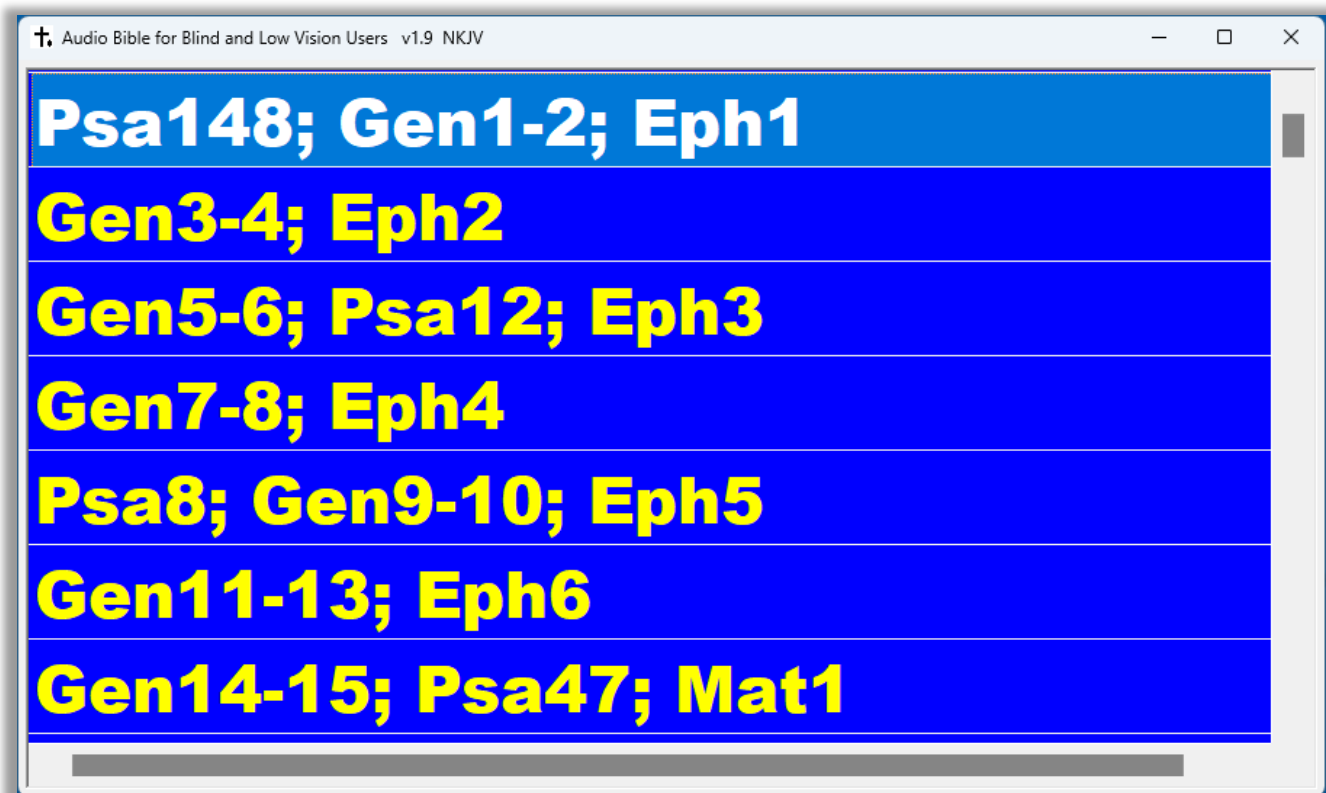 Audio Bible for Blind and Low Vision Users v1.9 NKJV
Psa148; Gen1-2; Eph1
Gen3-4; Eph2
Gen5-6; Psa12; Eph3
Gen7-8; Eph4
Psa8; Gen9-10; Eph5
Gen11-13; Eph6
Gen14-15; Psa47; Mat1